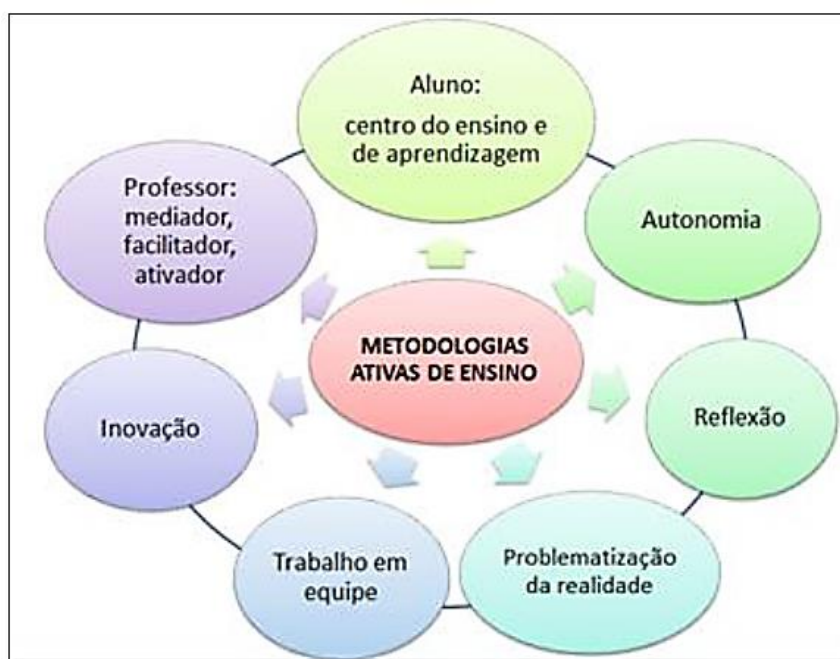 Aluno:
centro do ensino e
de aprendizagem
Autonomia
Reflexão
Problematização
da realidade
Trabalho em
equipe
Inovação
Professor:
mediador,
facilitador,
ativador
METODOLOGIAS
ATIVAS DE ENSINO